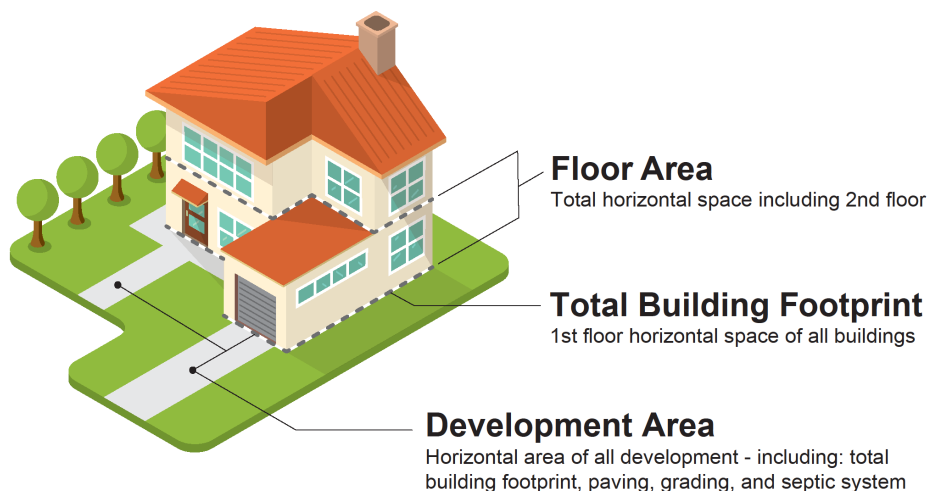 Floor Area
Total horizontal space including 2nd floor
Total Building Footprint
1st floor horizontal space of all buildings
Development Area
Horizontal area of all development - including: total
building footprint, paving, grading, and septic system